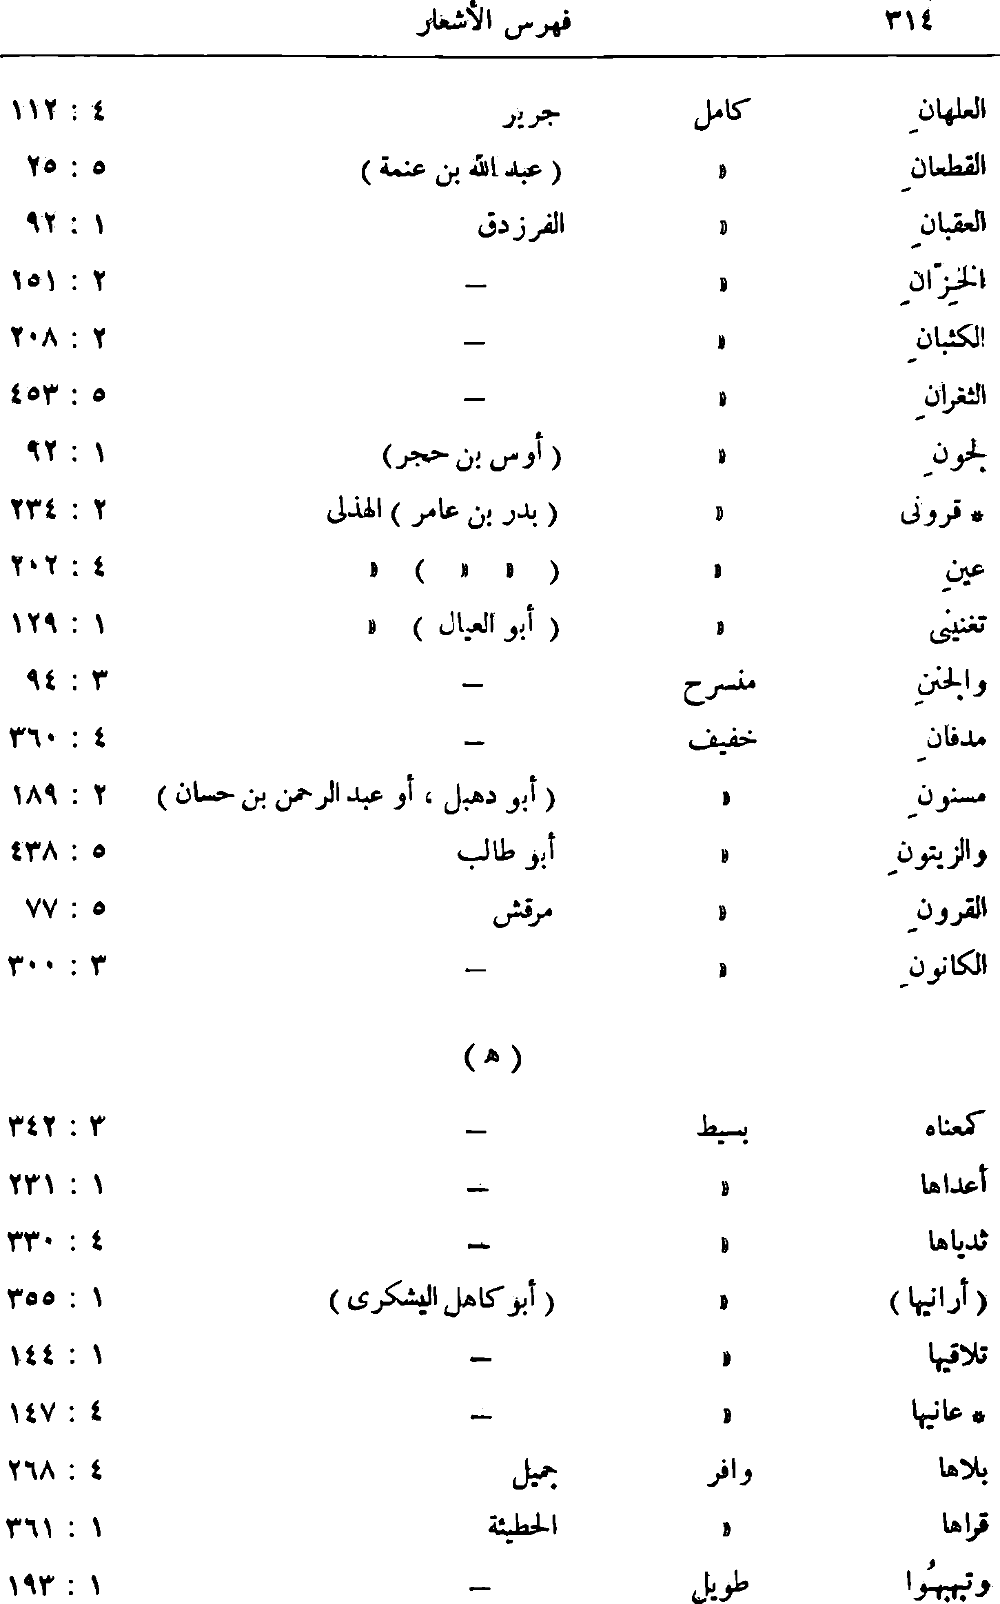 ٣١٤ فهرس الأشعار
العلهانِ كامل جرير ٤ : ١١٢
القطعانِ » ( عبد الله بن عنمة ) ٥ : ٢٥
العقبانِ » الفرزدق ١ : ٩٢
الخِزّانِ » — ٢ : ١٥١
الكثبانِ » — ٢ : ٢٠٨
الثغرانِ » — ٥ : ٤٥٣
لجونِ » ( أوس بن حجر ) ١ : ٩٢
* قرونى » ( بدر بن عامر ) الهذلى ٢ : ٢٣٤
عينِ » ( » » ) » ٤ : ٢٠٢
تغنينى » ( أبو العيال ) » ١ : ١٢٩
والجننِ منسرح — ٣ : ٩٤
مدفانِ خفيف — ٤ : ٣٦٠
مسنونِ » ( أبو دهبل ، أو عبد الرحمن بن حسان ) ٢ : ١٨٩
والزيتونِ » أبو طالب ٥ : ٤٣٨
القرونِ » مرقش ٥ : ٧٧
الكانونِ » — ٣ : ٣٠٠
( ه )
كمعناه بسيط — ٣ : ٣٤٢
أعداها » — ١ : ٢٣١
ثدياها » — ٤ : ٣٣٠
( أرانيها ) » ( أبو كاهل اليشكرى ) ١ : ٣٥٥
تلاقيها » — ١ : ١٤٤
* عانيها » — ٤ : ١٤٧
بلاها وافر جميل ٤ : ٢٦٨
قراها » الحطيئة ١ : ٣٦١
وتبهبهُوا طويل — ١ : ١٩٣